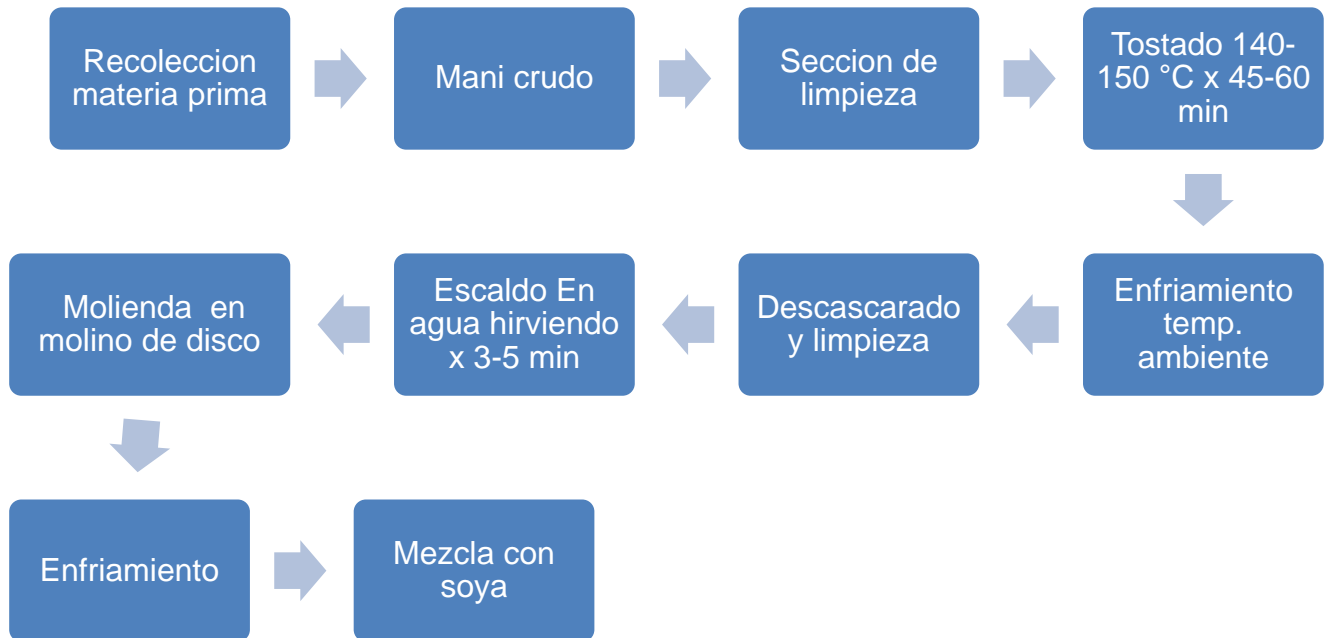 Recoleccion
materia prima
Mani crudo
Seccion de
limpieza
Tostado 140-
150 °C x 45-60
min
Enfriamiento
temp.
ambiente
Descascarado
y limpieza
Escaldo En
agua hirviendo
x 3-5 min
Molienda en
molino de disco
Enfriamiento
Mezcla con
soya